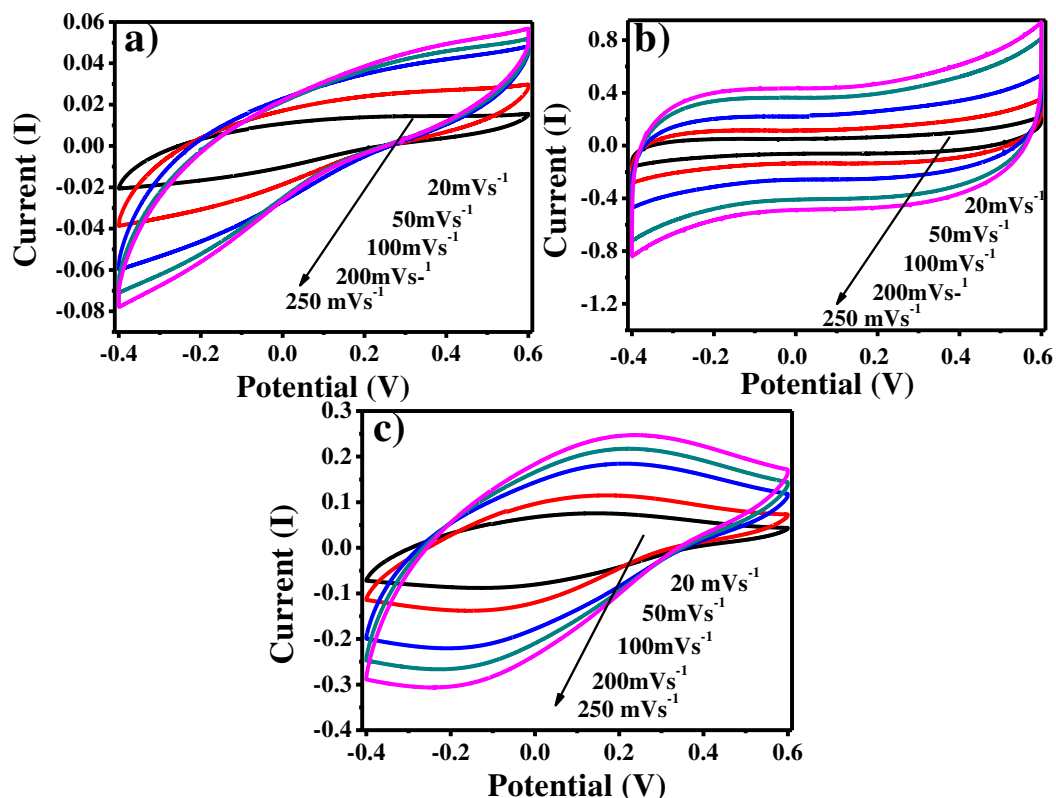 a)
0.06
0.04
0.02
0.00
-0.02
-0.04
-0.06
-0.08
Current (I)
20mVs-1
50mVs-1
100mVs-1
200mVs-1
250 mVs-1
-0.4 -0.2 0.0 0.2 0.4 0.6
Potential (V)
b)
0.8
0.4
0.0
-0.4
-0.8
-1.2
Current (I)
20mVs-1
50mVs-1
100mVs-1
200mVs-1
250 mVs-1
-0.4 -0.2 0.0 0.2 0.4 0.6
Potential (V)
c)
0.3
0.2
0.1
0.0
-0.1
-0.2
-0.3
-0.4
Current (I)
20 mVs-1
50mVs-1
100mVs-1
200mVs-1
250 mVs-1
-0.4 -0.2 0.0 0.2 0.4 0.6
Potential (V)